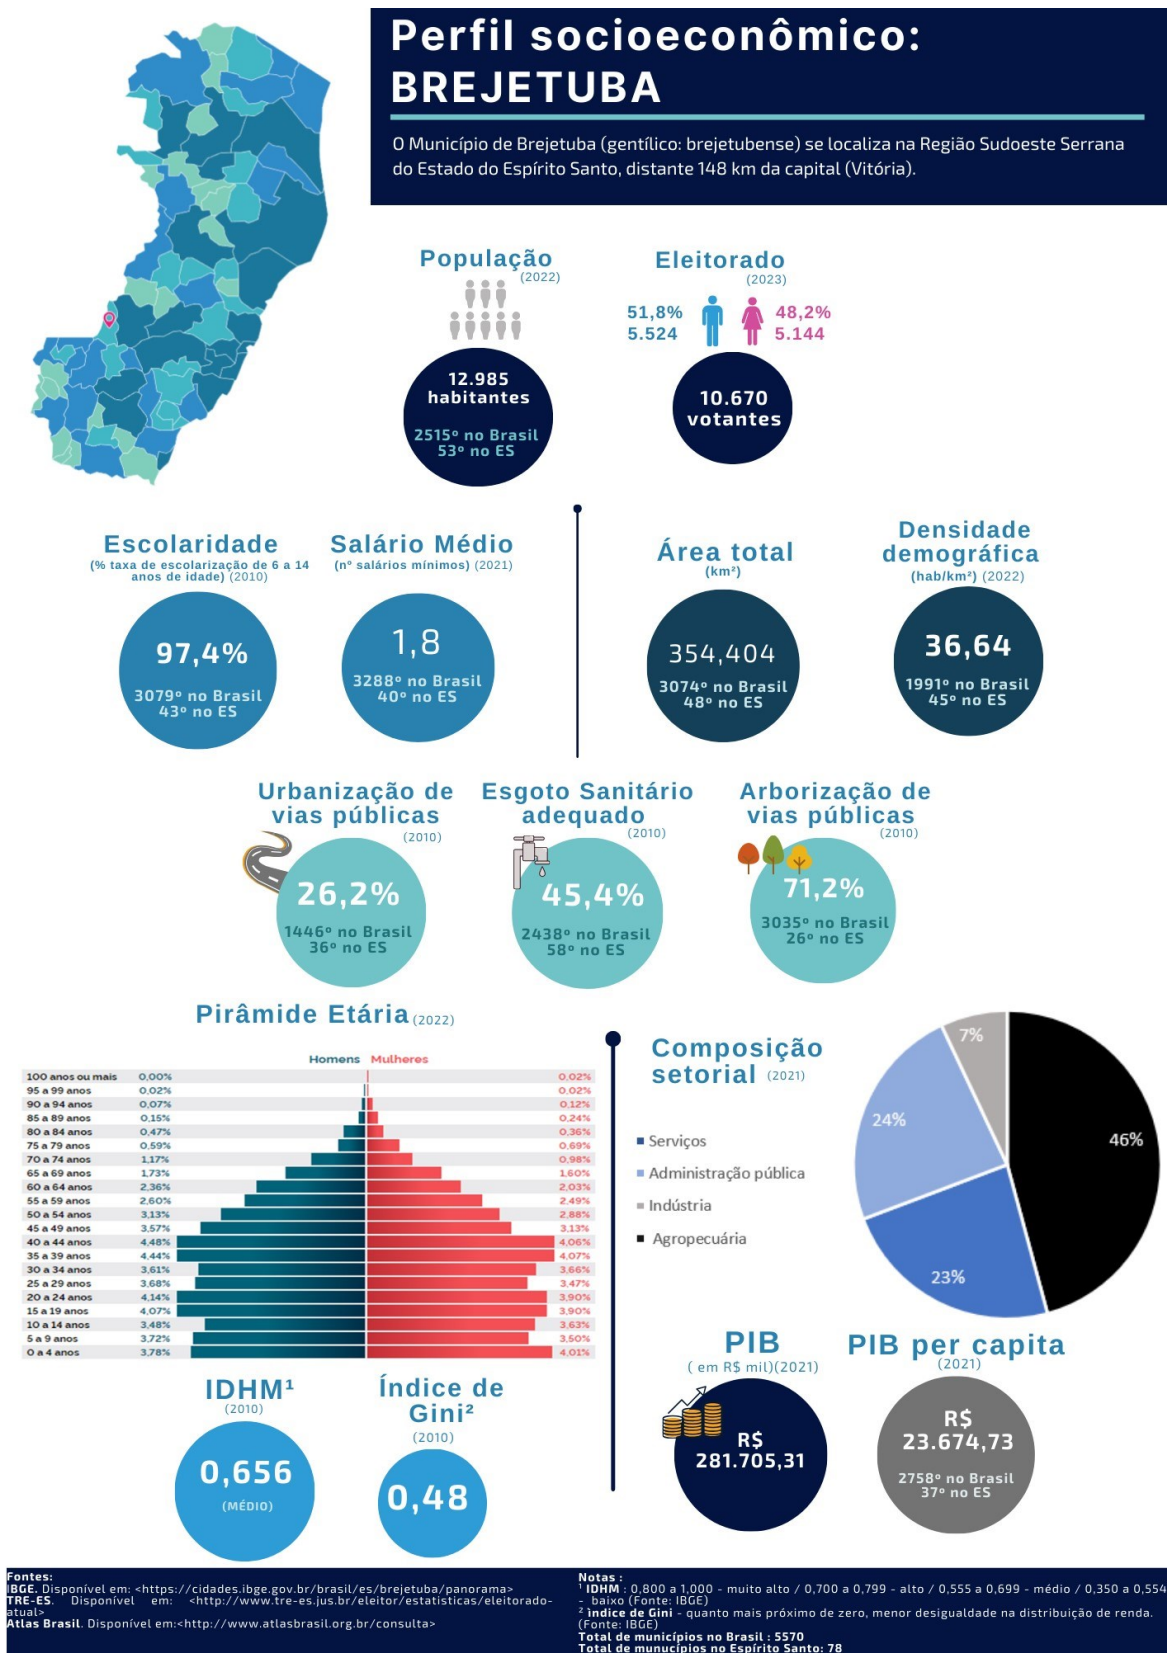 Perfil socioeconômico:
BREJETUBA
O Município de Brejetuba (gentílico: brejetubense) se localiza na Região Sudoeste Serrana
do Estado do Espírito Santo, distante 148 km da capital (Vitória).
População
(2022)
12.985
habitantes
2515º no Brasil
53º no ES
Eleitorado
(2023)
51,8%
5.524
48,2%
5.144
10.670
votantes
Escolaridade
(% taxa de escolarização de 6 a 14
anos de idade) (2010)
97,4%
3079º no Brasil
43º no ES
Salário Médio
(nº salários mínimos) (2021)
1,8
3288º no Brasil
40º no ES
Área total
(km²)
354,404
3074º no Brasil
48º no ES
Densidade
demográfica
(hab/km²) (2022)
36,64
1991º no Brasil
45º no ES
Urbanização de
vias públicas
(2010)
26,2%
1446º no Brasil
36º no ES
Esgoto Sanitário
adequado
(2010)
45,4%
2438º no Brasil
58º no ES
Arborização de
vias públicas
(2010)
71,2%
3035º no Brasil
26º no ES
Pirâmide Etária (2022)
Homens Mulheres
100 anos ou mais 0,00% 0,02%
95 a 99 anos 0,02% 0,02%
90 a 94 anos 0,07% 0,12%
85 a 89 anos 0,15% 0,24%
80 a 84 anos 0,47% 0,36%
75 a 79 anos 0,59% 0,69%
70 a 74 anos 1,17% 0,98%
65 a 69 anos 1,73% 1,60%
60 a 64 anos 2,36% 2,03%
55 a 59 anos 2,60% 2,49%
50 a 54 anos 3,13% 2,88%
45 a 49 anos 3,57% 3,13%
40 a 44 anos 4,48% 4,06%
35 a 39 anos 4,44% 4,07%
30 a 34 anos 3,61% 3,66%
25 a 29 anos 3,68% 3,47%
20 a 24 anos 4,14% 3,90%
15 a 19 anos 4,07% 3,90%
10 a 14 anos 3,48% 3,63%
5 a 9 anos 3,72% 3,50%
0 a 4 anos 3,78% 4,01%
Composição
setorial (2021)
Serviços
Administração pública
Indústria
Agropecuária
7%
24%
46%
23%
IDHM¹
(2010)
0,656
(MÉDIO)
Índice de
Gini²
(2010)
0,48
PIB
( em R$ mil)(2021)
R$
281.705,31
PIB per capita
(2021)
R$
23.674,73
2758º no Brasil
37º no ES
Fontes:
IBGE. Disponível em: <https://cidades.ibge.gov.br/brasil/es/brejetuba/panorama>
TRE-ES. Disponível em: <http://www.tre-es.jus.br/eleitor/estatisticas/eleitorado-
atual>
Atlas Brasil. Disponível em:<http://www.atlasbrasil.org.br/consulta>
Notas :
¹ IDHM : 0,800 a 1,000 - muito alto / 0,700 a 0,799 - alto / 0,555 a 0,699 - médio / 0,350 a 0,554
- baixo (Fonte: IBGE)
² índice de Gini - quanto mais próximo de zero, menor desigualdade na distribuição de renda.
(Fonte: IBGE)
Total de municípios no Brasil : 5570
Total de munucípios no Espírito Santo: 78